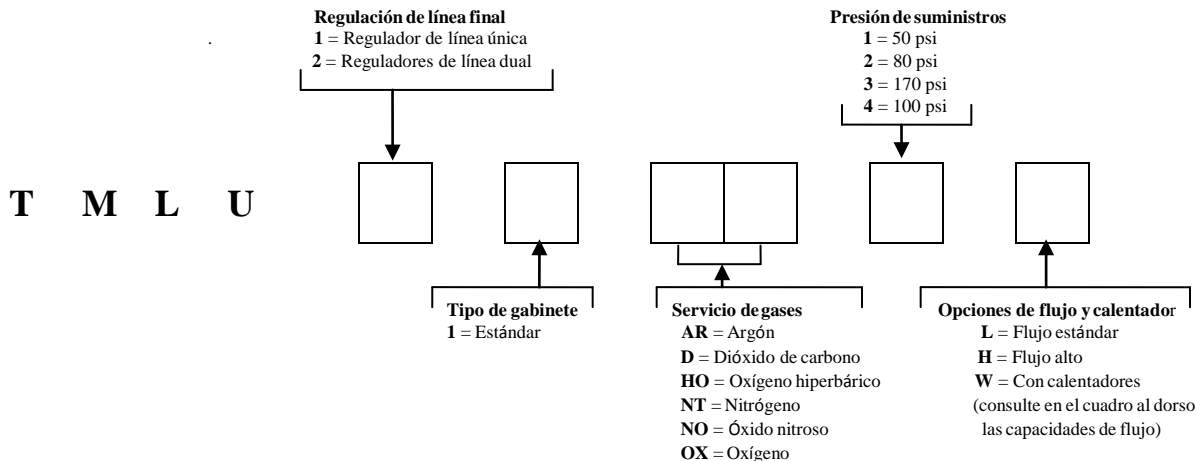 Regulación de línea final
1 = Regulador de línea única
2 = Reguladores de línea dual
Presión de suministros
1 = 50 psi
2 = 80 psi
3 = 170 psi
4 = 100 psi
T M L U
Tipo de gabinete
1 = Estándar
Servicio de gases
AR = Argón
D = Dióxido de carbono
HO = Oxígeno hiperbárico
NT = Nitrógeno
NO = Óxido nitroso
OX = Oxígeno
Opciones de flujo y calentador
L = Flujo estándar
H = Flujo alto
W = Con calentadores
(consulte en el cuadro al dorso
las capacidades de flujo)